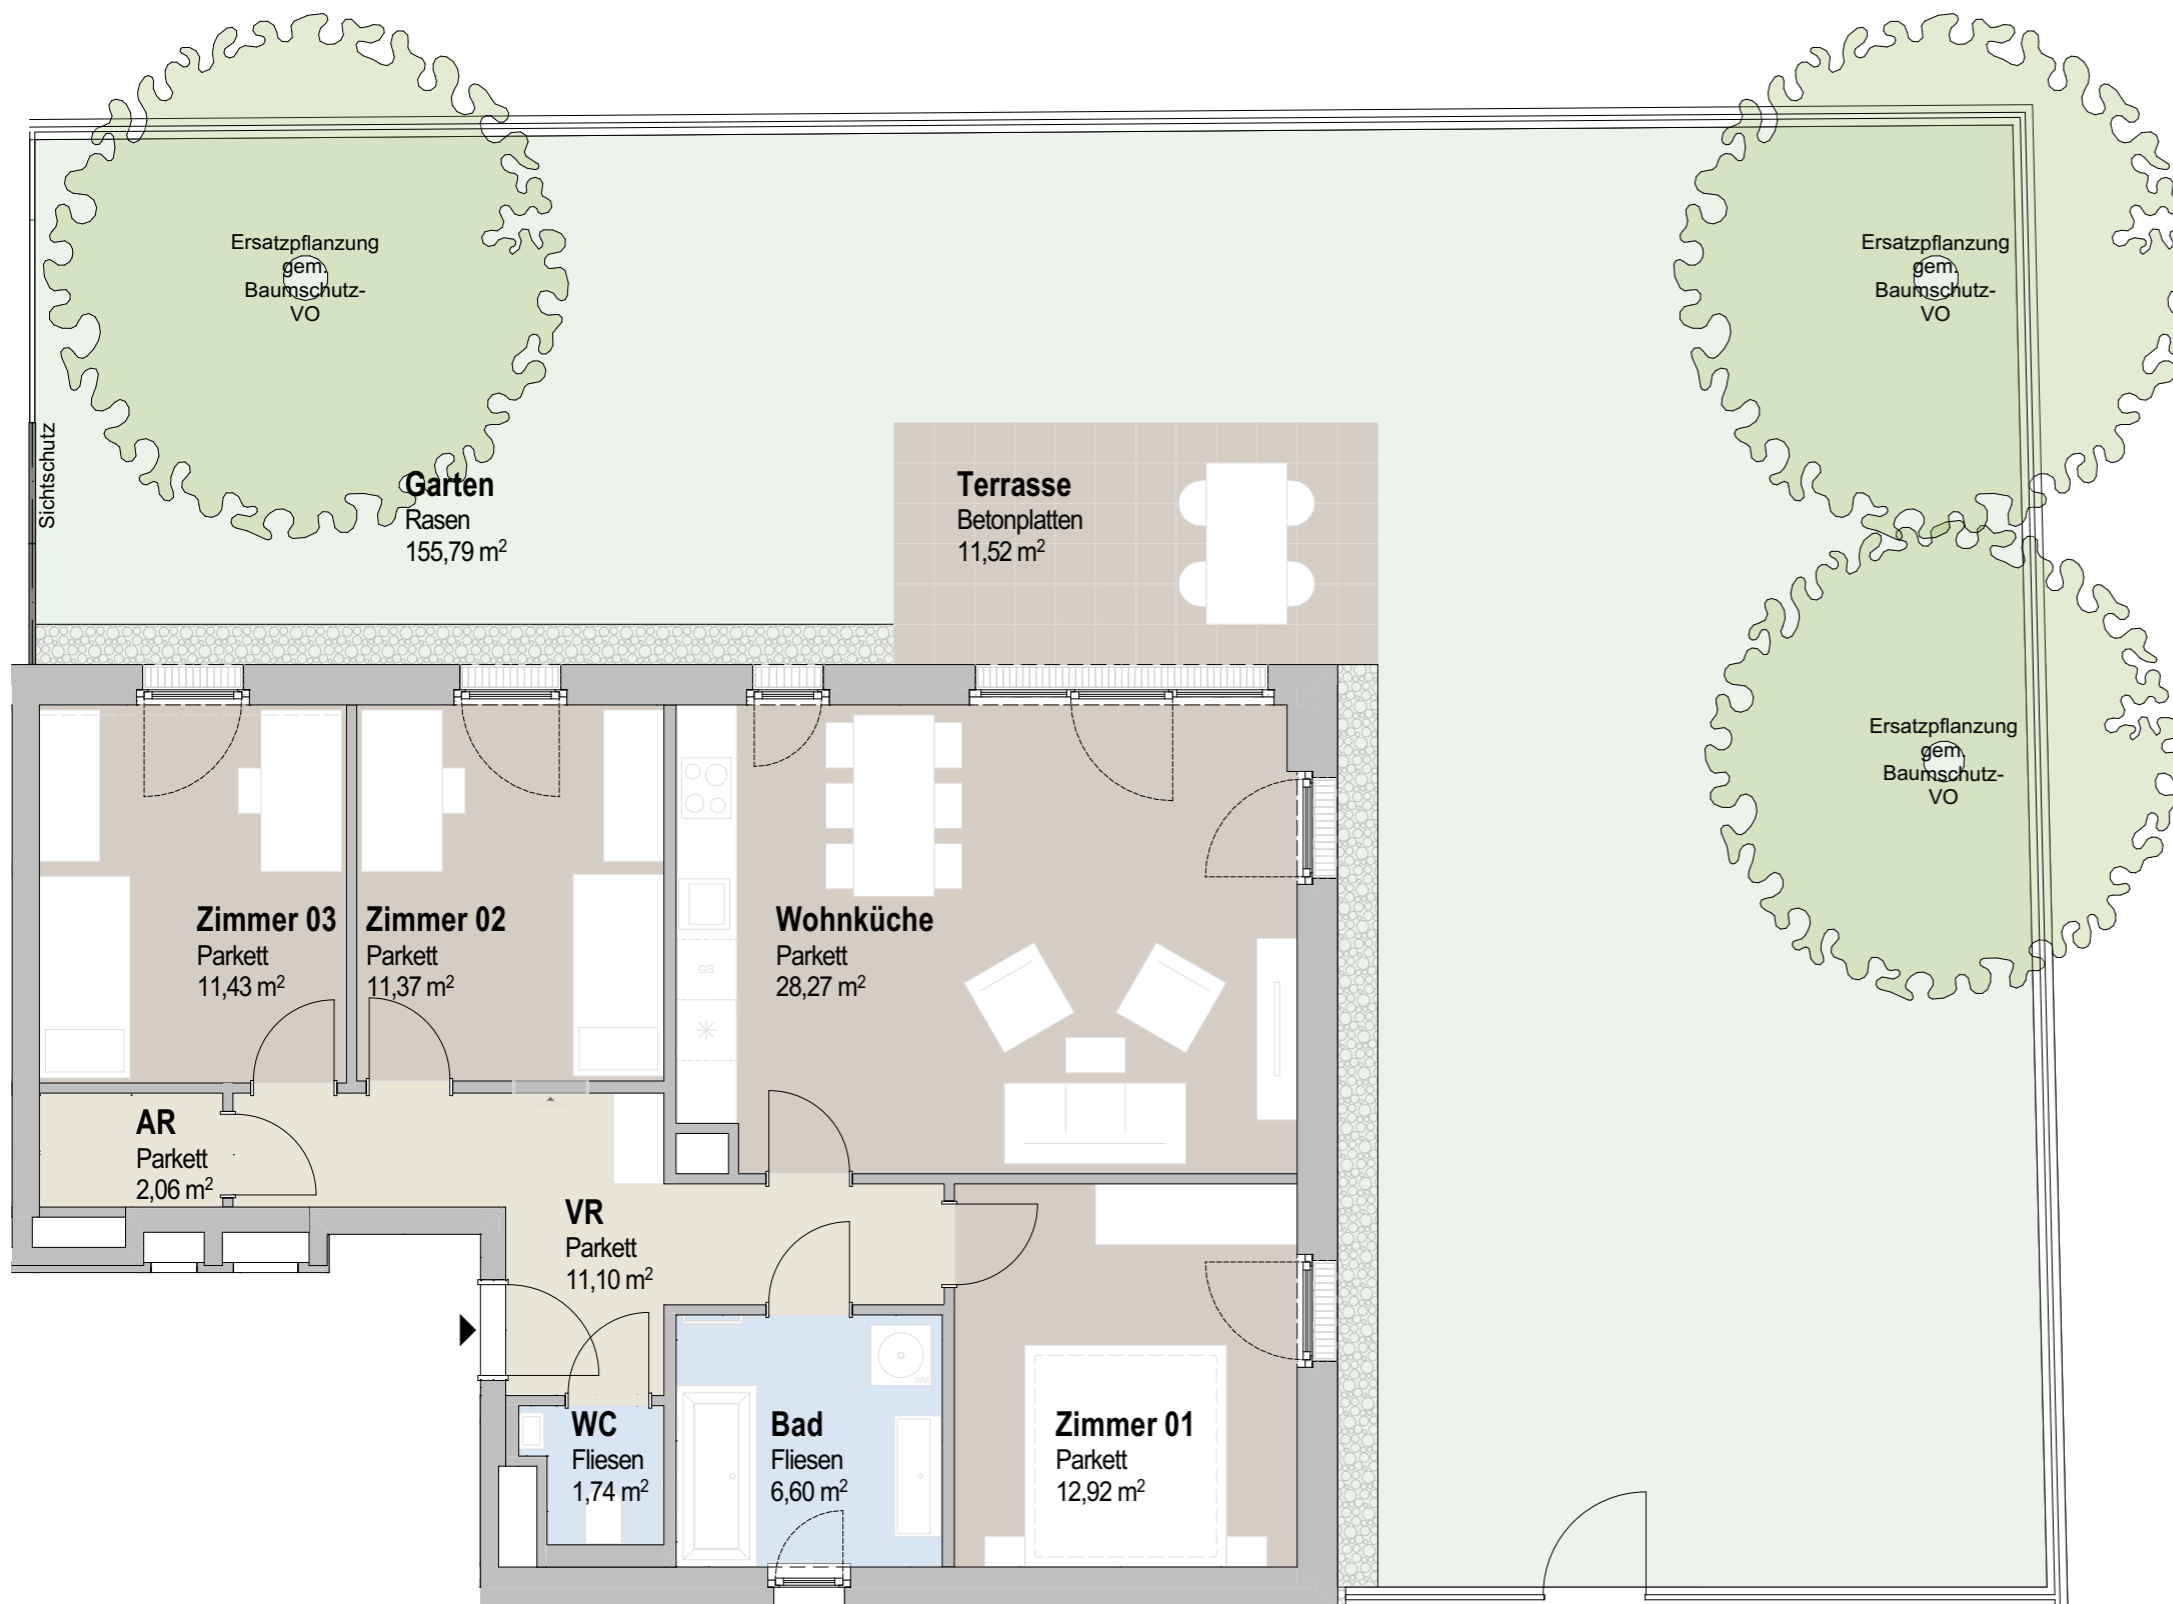 Ersatzpflanzung
gem.
Baumschutz-
VO
Ersatzpflanzung
gem.
Baumschutz-
VO
Sichtschutz
Garten
Rasen
155,79 m²
Terrasse
Betonplatten
11,52 m²
Ersatzpflanzung
gem.
Baumschutz-
VO
Zimmer 03
Parkett
11,43 m²
Zimmer 02
Parkett
11,37 m²
GS
Wohnküche
Parkett
28,27 m²
AR
Parkett
2,06 m²
VR
Parkett
11,10 m²
WC
Fliesen
1,74 m²
WM
Bad
Fliesen
6,60 m²
Zimmer 01
Parkett
12,92 m²